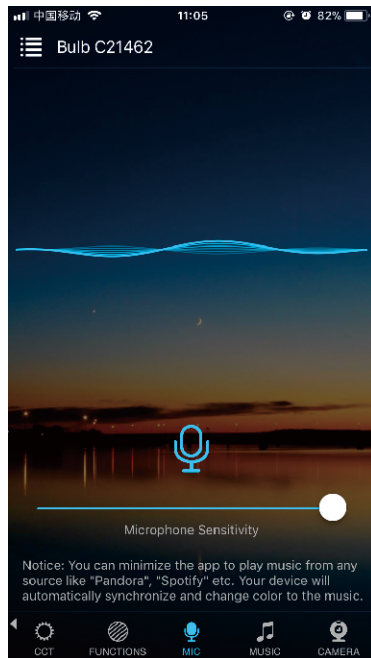 中国移动 11:05 82%
Bulb C21462
Microphone Sensitivity
Notice: You can minimize the app to play music from any
source like "Pandora", "Spotify" etc. Your device will
automatically synchronize and change color to the music.
CCT FUNCTIONS MIC MUSIC CAMERA